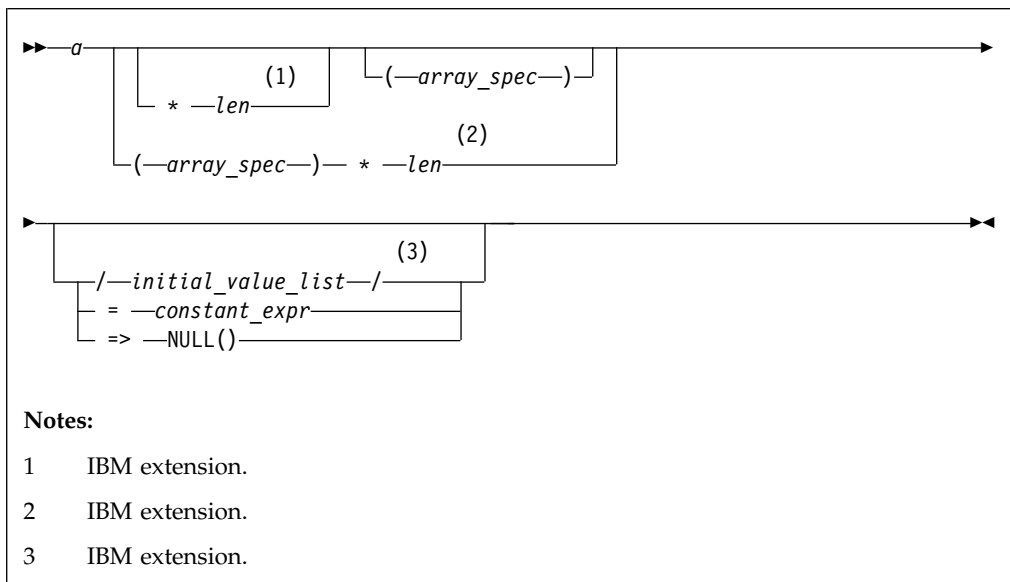 a
(1)
* len
( array_spec )
(2)
( array_spec ) * len
(3)
/ initial_value_list /
= constant_expr
=> NULL()
Notes:
1 IBM extension.
2 IBM extension.
3 IBM extension.